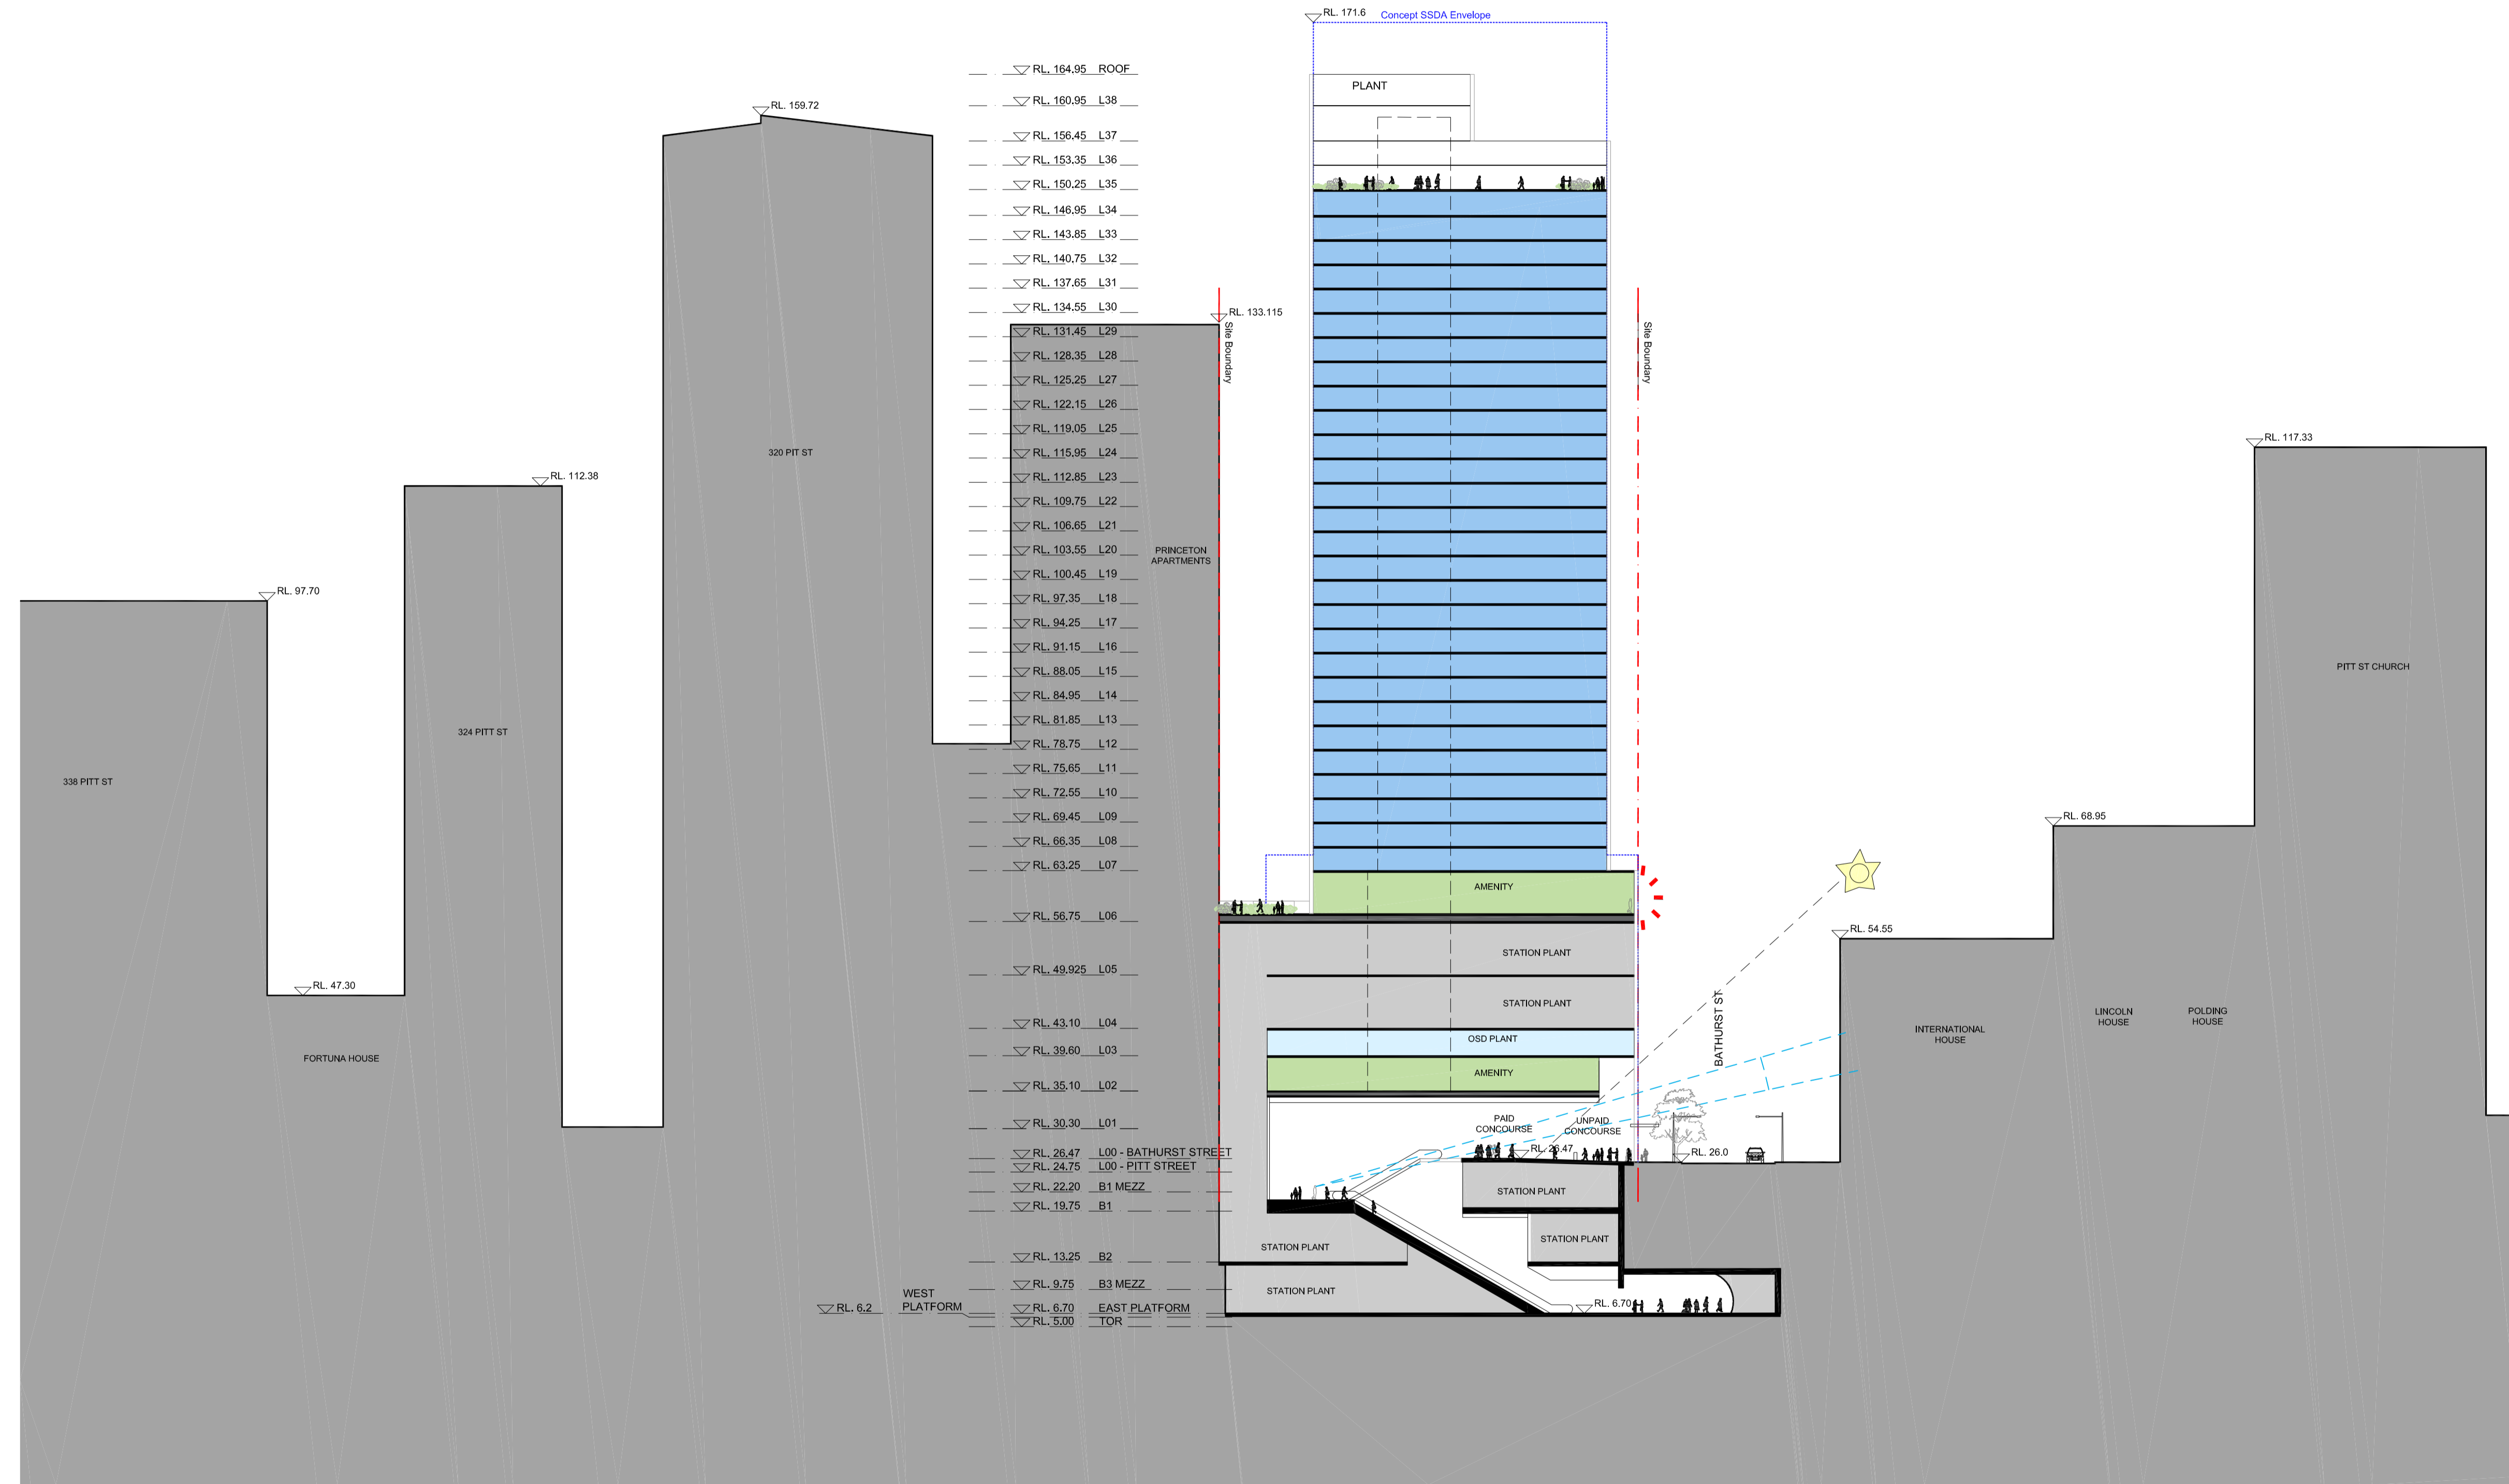 RL. 171.6
Concept SSDA Envelope
RL. 164.95 ROOF
PLANT
RL. 160.95 L38
RL. 159.72
RL. 156.45 L37
RL. 153.35 L36
RL. 150.25 L35
RL. 146.95 L34
RL. 143.85 L33
RL. 140.75 L32
RL. 137.65 L31
RL. 134.55 L30
RL. 133.115
Site Boundary
Site Boundary
RL. 131.45 L29
RL. 128.35 L28
RL. 125.25 L27
RL. 122.15 L26
RL. 119.05 L25
RL. 117.33
320 PIT ST
RL. 115.95 L24
RL. 112.38
RL. 112.85 L23
RL. 109.75 L22
RL. 106.65 L21
RL. 103.55 L20
PRINCETON
APARTMENTS
RL. 100.45 L19
RL. 97.70
RL. 97.35 L18
RL. 94.25 L17
RL. 91.15 L16
PITT ST CHURCH
RL. 88.05 L15
RL. 84.95 L14
RL. 81.85 L13
324 PITT ST
RL. 78.75 L12
RL. 75.65 L11
338 PITT ST
RL. 72.55 L10
RL. 69.45 L09
RL. 68.95
RL. 66.35 L08
RL. 63.25 L07
AMENITY
RL. 56.75 L06
RL. 54.55
STATION PLANT
RL. 49.925 L05
RL. 47.30
STATION PLANT
RL. 43.10 L04
BATHURST ST
LINCOLN
HOUSE
POLDING
HOUSE
INTERNATIONAL
HOUSE
OSD PLANT
RL. 39.60 L03
FORTUNA HOUSE
AMENITY
RL. 35.10 L02
RL. 30.30 L01
PAID
CONCOURSE
UNPAID
CONCOURSE
RL. 26.47 L00 - BATHURST STREET
RL. 26.47
RL. 26.0
RL. 24.75 L00 - PITT STREET
RL. 22.20 B1 MEZZ
STATION PLANT
RL. 19.75 B1
STATION PLANT
STATION PLANT
RL. 13.25 B2
RL. 9.75 B3 MEZZ
STATION PLANT
WEST
PLATFORM
RL. 6.2
RL. 6.70 EAST PLATFORM
RL. 6.70
RL. 5.00 TOR